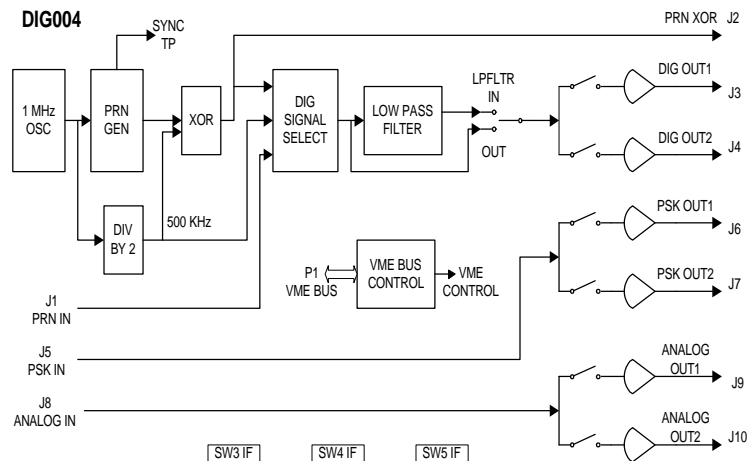 DIG004
SYNC
TP
PRN XOR J2
1 MHz
OSC
PRN
GEN
XOR
DIG
SIGNAL
SELECT
LOW PASS
FILTER
LPFLTR
IN
OUT
DIG OUT1
J3
DIG OUT2
J4
DIV
BY 2
500 KHz
PSK OUT1
J6
PSK OUT2
J7
P1
VME BUS
VME BUS
CONTROL
VME
CONTROL
J1
PRN IN
J5
PSK IN
J8
ANALOG IN
ANALOG
OUT1
J9
ANALOG
OUT2
J10
SW3 IF
SW4 IF
SW5 IF